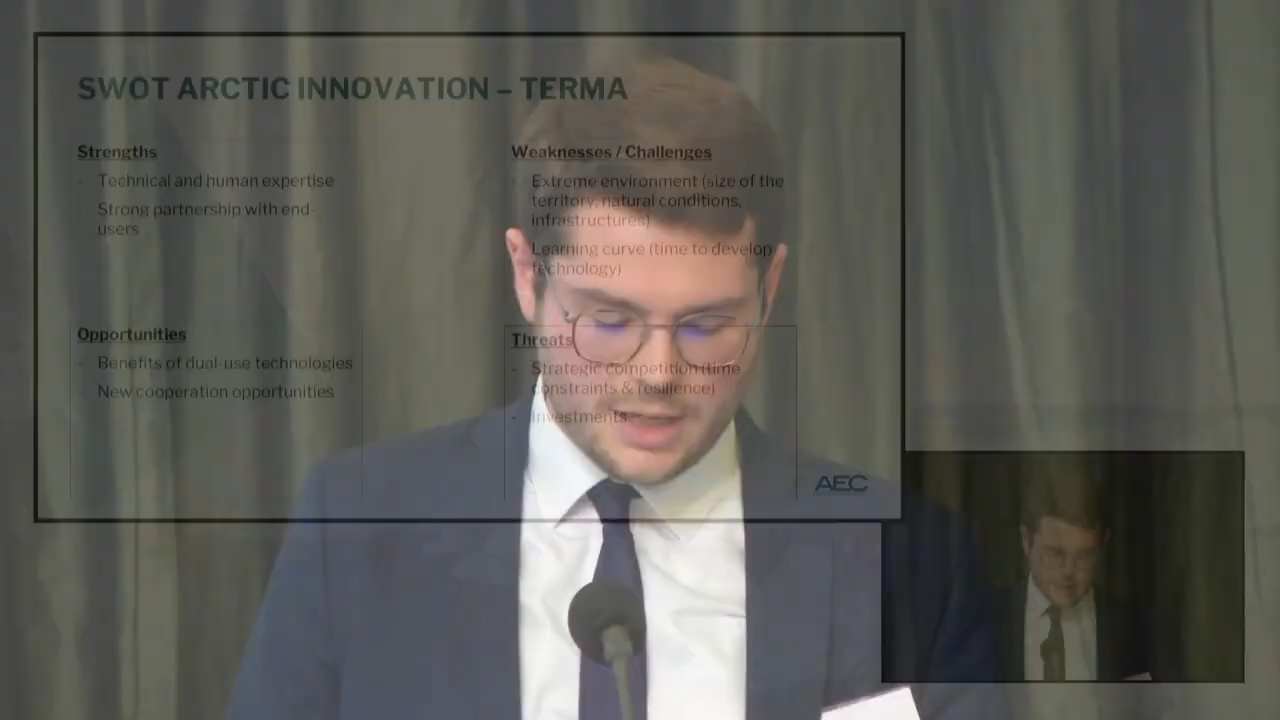 SWOT ARCTIC INNOVATION – TERMA
Strengths
- Technical and human expertise
- Strong partnership with end-
users
Weaknesses / Challenges
- Extreme environment (size of the
territory, natural conditions,
infrastructures)
- Learning curve (time to develop
technology)
Opportunities
- Benefits of dual-use technologies
- New cooperation opportunities
Threats
- Strategic competition (time
constraints & resilience)
- Investments
AEC